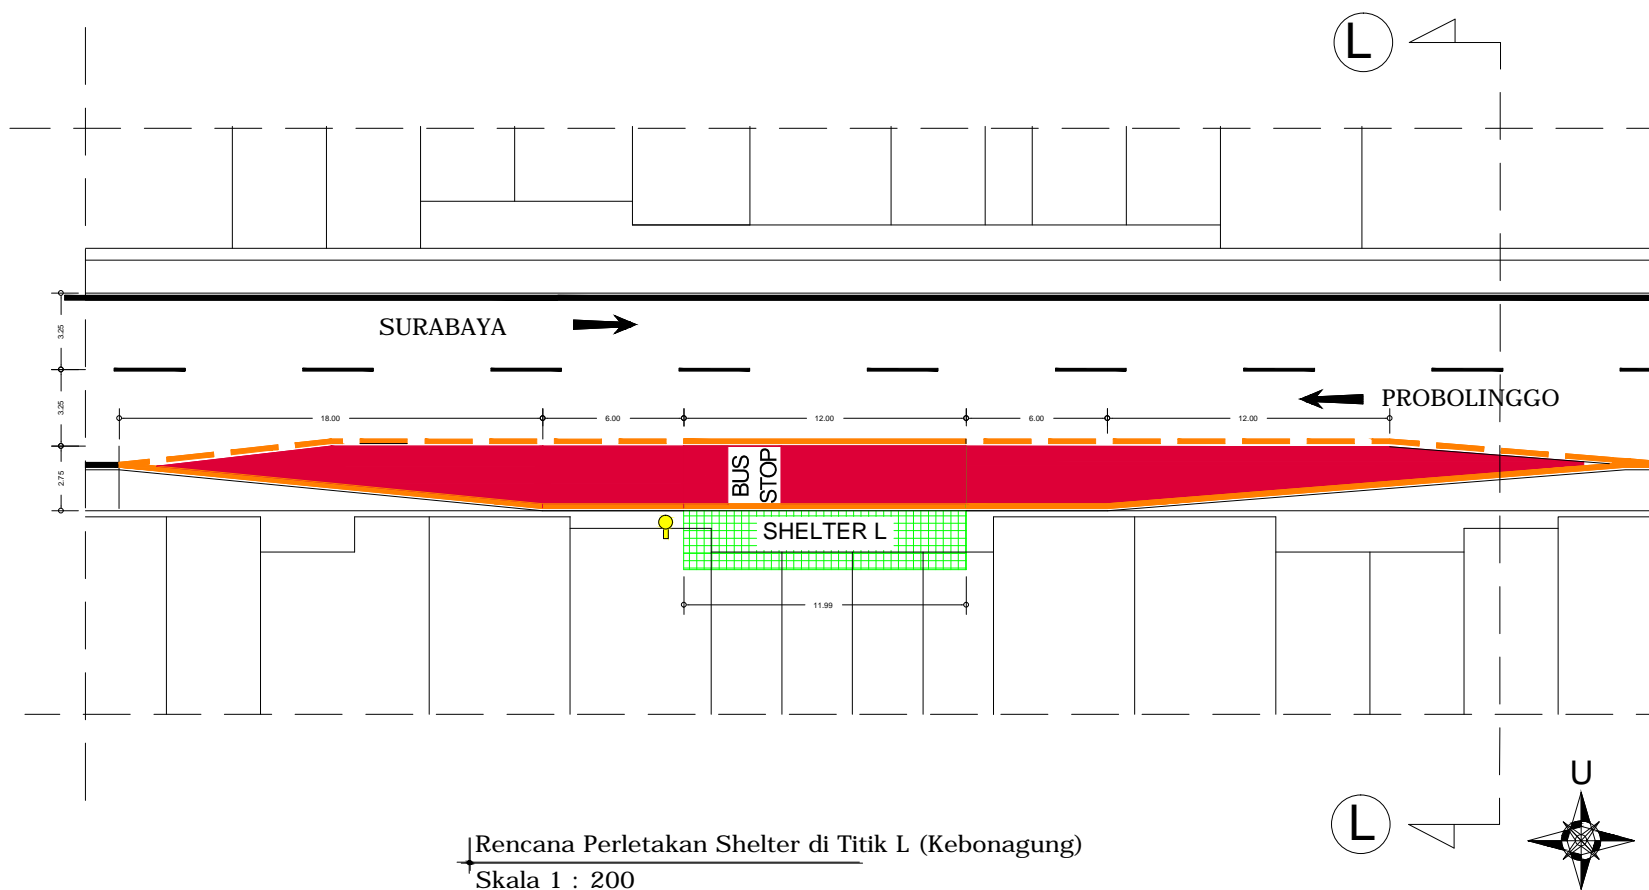 L
3.25
SURABAYA
3.25
PROBOLINGGO
18.00
6.00
12.00
6.00
12.00
2.75
BUS
STOP
SHELTER L
11.99
U
L
Rencana Perletakan Shelter di Titik L (Kebonagung)
Skala 1 : 200